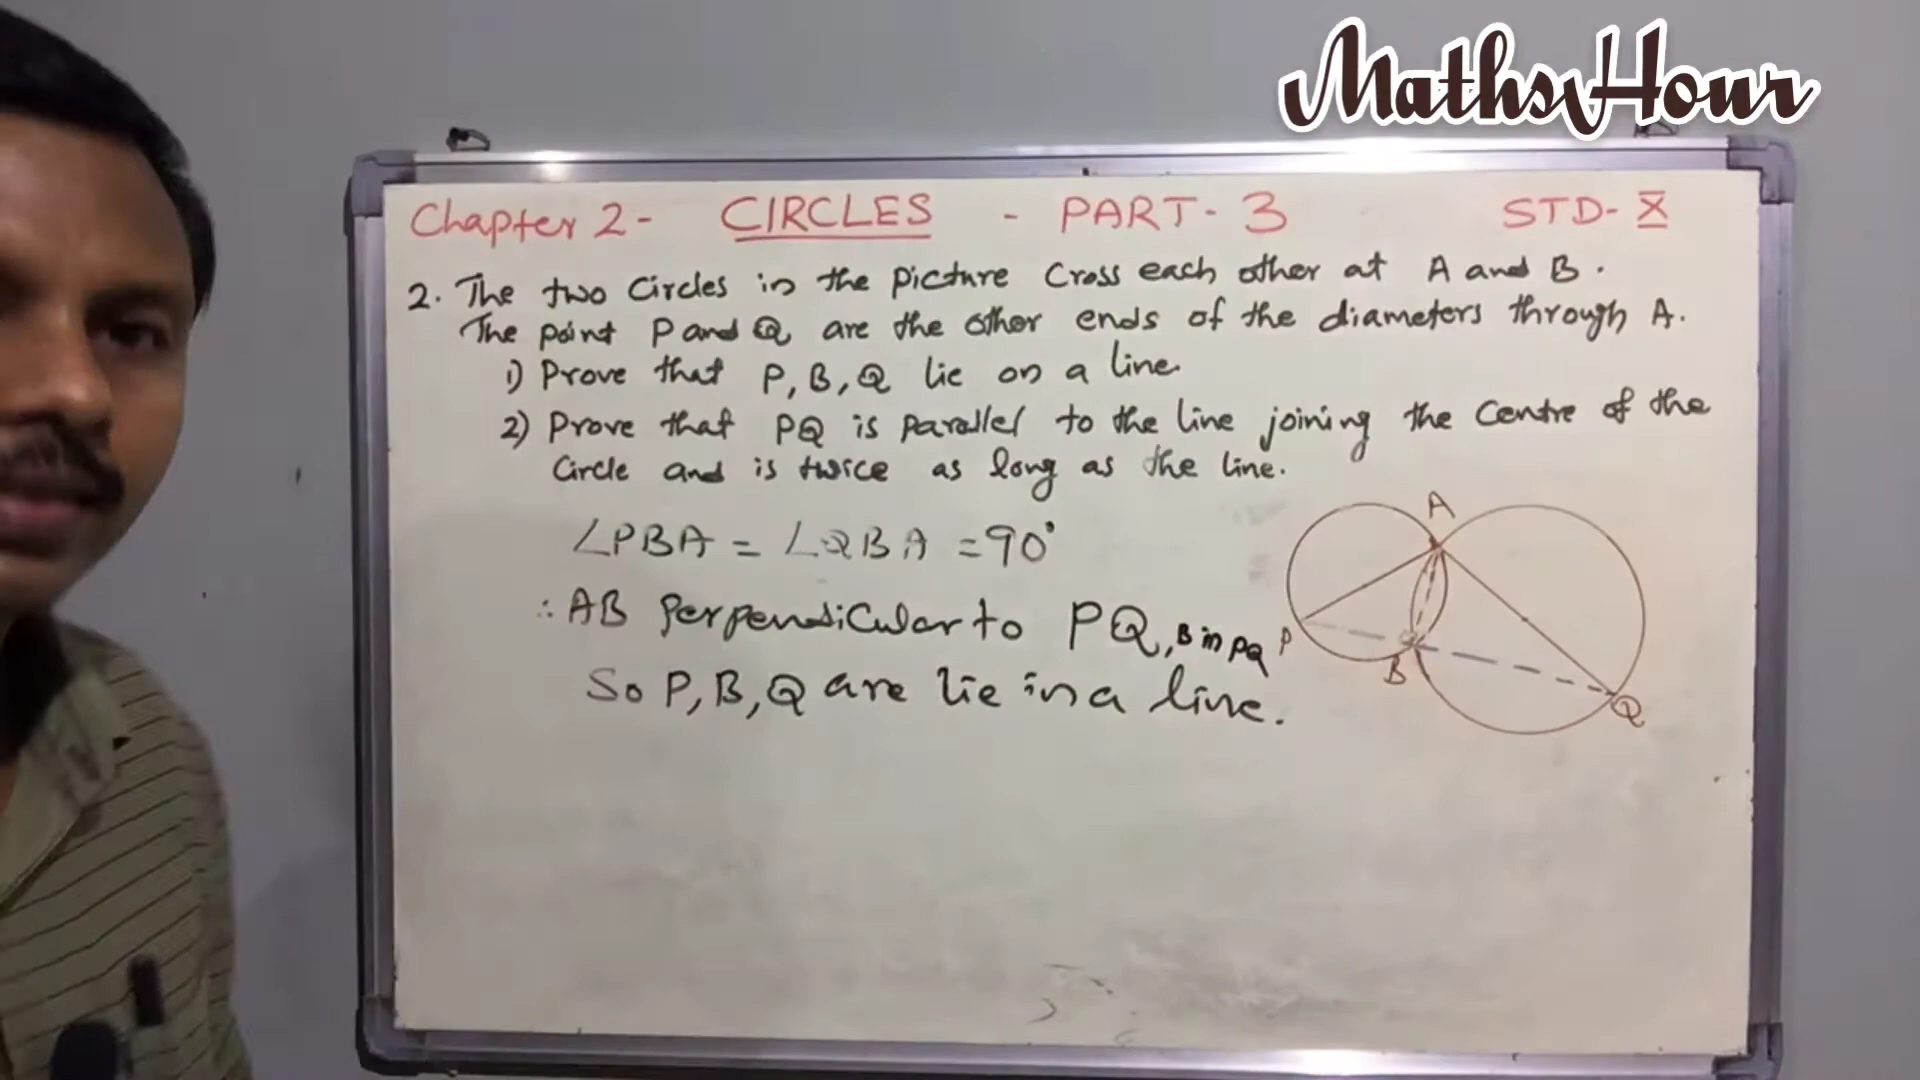 MathsHour
Chapter 2 - CIRCLES - PART - 3 STD - X
2. The two Circles in the Picture Cross each other at A and B.
The point P and Q are the other ends of the diameters through A.
1) Prove that P, B, Q lie on a line.
2) Prove that PQ is parallel to the line joining the Centre of the
Circle and is twice as long as the line.
∠PBA = ∠QBA = 90°
∴ AB Perpendicular to PQ, B in PQ
So P, B, Q are lie in a line.
A
P
B
Q